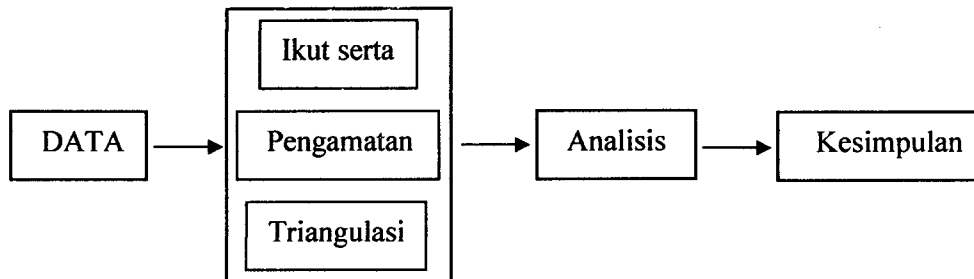 DATA
Ikut serta
Pengamatan
Triangulasi
Analisis
Kesimpulan